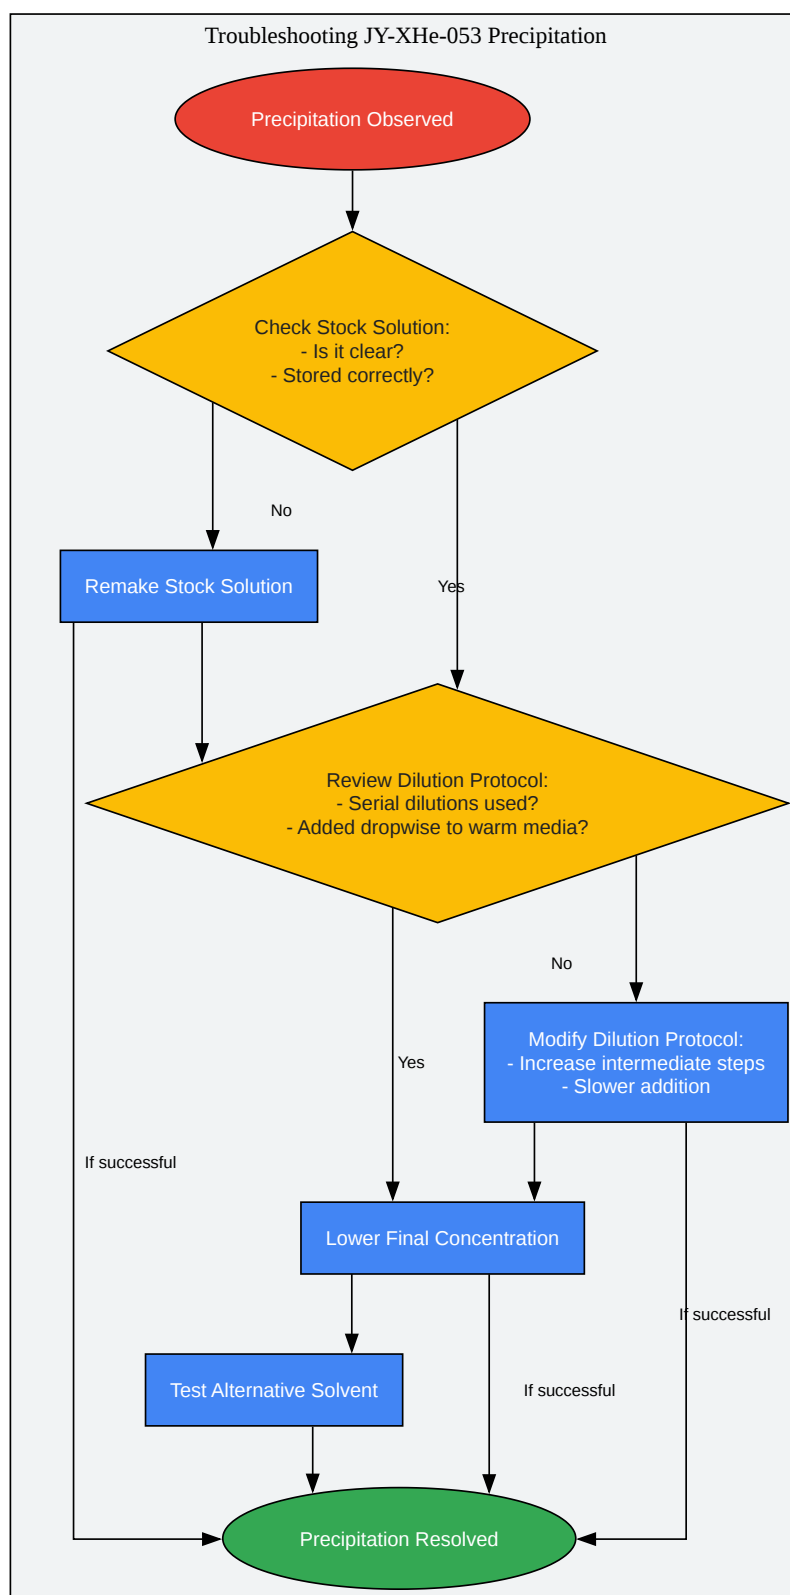 Troubleshooting JY-XHe-053 Precipitation
Precipitation Observed
Check Stock Solution:
- Is it clear?
- Stored correctly?
No
Remake Stock Solution
Yes
Review Dilution Protocol:
- Serial dilutions used?
- Added dropwise to warm media?
No
Modify Dilution Protocol:
- Increase intermediate steps
- Slower addition
Yes
If successful
Lower Final Concentration
If successful
Test Alternative Solvent
If successful
Precipitation Resolved